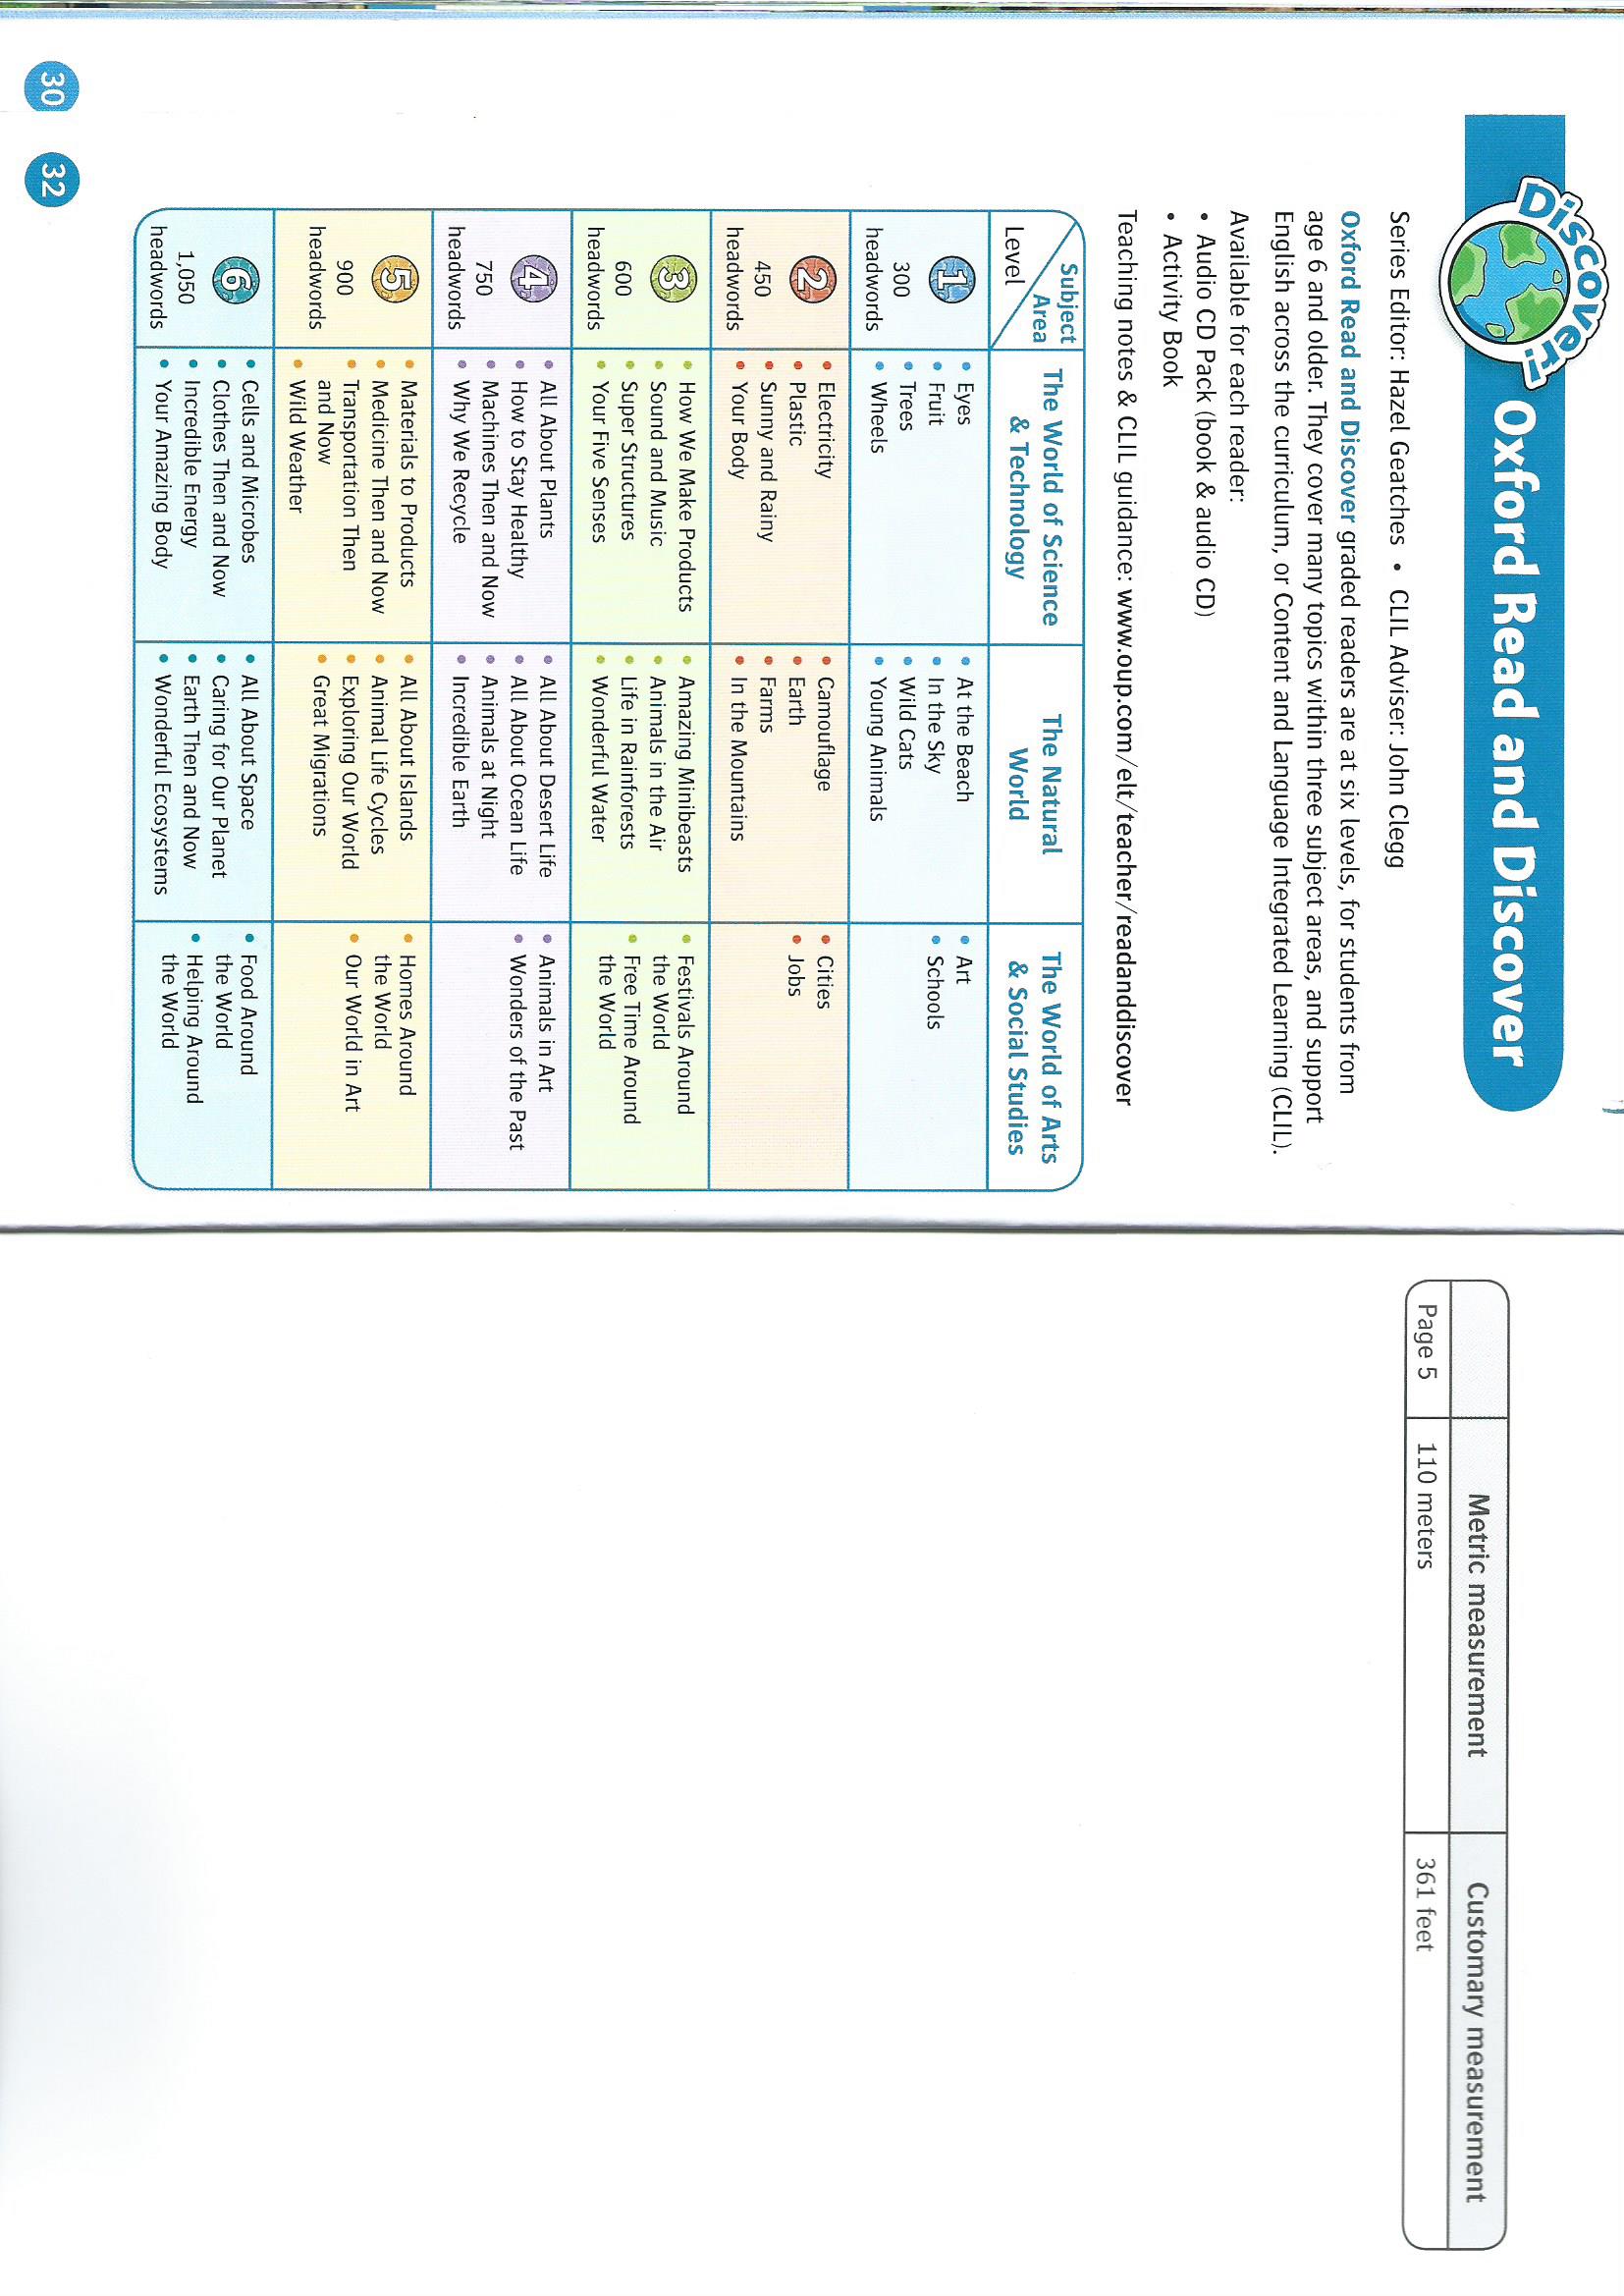 Discover!
Oxford Read and Discover
Series Editor: Hazel Geatches • CLIL Adviser: John Clegg
Oxford Read and Discover graded readers are at six levels, for students from
age 6 and older. They cover many topics within three subject areas, and support
English across the curriculum, or Content and Language Integrated Learning (CLIL).
Available for each reader:
• Audio CD Pack (book & audio CD)
• Activity Book
Teaching notes & CLIL guidance: www.oup.com/elt/teacher/readanddiscover
Subject
Area
Level
The World of Science
& Technology
The Natural
World
The World of Arts
& Social Studies
1
300
headwords
• Eyes
• Fruit
• Trees
• Wheels
• At the Beach
• In the Sky
• Wild Cats
• Young Animals
• Art
• Schools
2
450
headwords
• Electricity
• Plastic
• Sunny and Rainy
• Your Body
• Camouflage
• Earth
• Farms
• In the Mountains
• Cities
• Jobs
3
600
headwords
• How We Make Products
• Sound and Music
• Super Structures
• Your Five Senses
• Amazing Minibeasts
• Animals in the Air
• Life in Rainforests
• Wonderful Water
• Festivals Around
the World
• Free Time Around
the World
4
750
headwords
• All About Plants
• How to Stay Healthy
• Machines Then and Now
• Why We Recycle
• All About Desert Life
• All About Ocean Life
• Animals at Night
• Incredible Earth
• Animals in Art
• Wonders of the Past
5
900
headwords
• Materials to Products
• Medicine Then and Now
• Transportation Then
and Now
• Wild Weather
• All About Islands
• Animal Life Cycles
• Exploring Our World
• Great Migrations
• Homes Around
the World
• Our World in Art
6
1,050
headwords
• Cells and Microbes
• Clothes Then and Now
• Incredible Energy
• Your Amazing Body
• All About Space
• Caring for Our Planet
• Earth Then and Now
• Wonderful Ecosystems
• Food Around
the World
• Helping Around
the World
30
32
Metric measurement
Customary measurement
Page 5
110 meters
361 feet